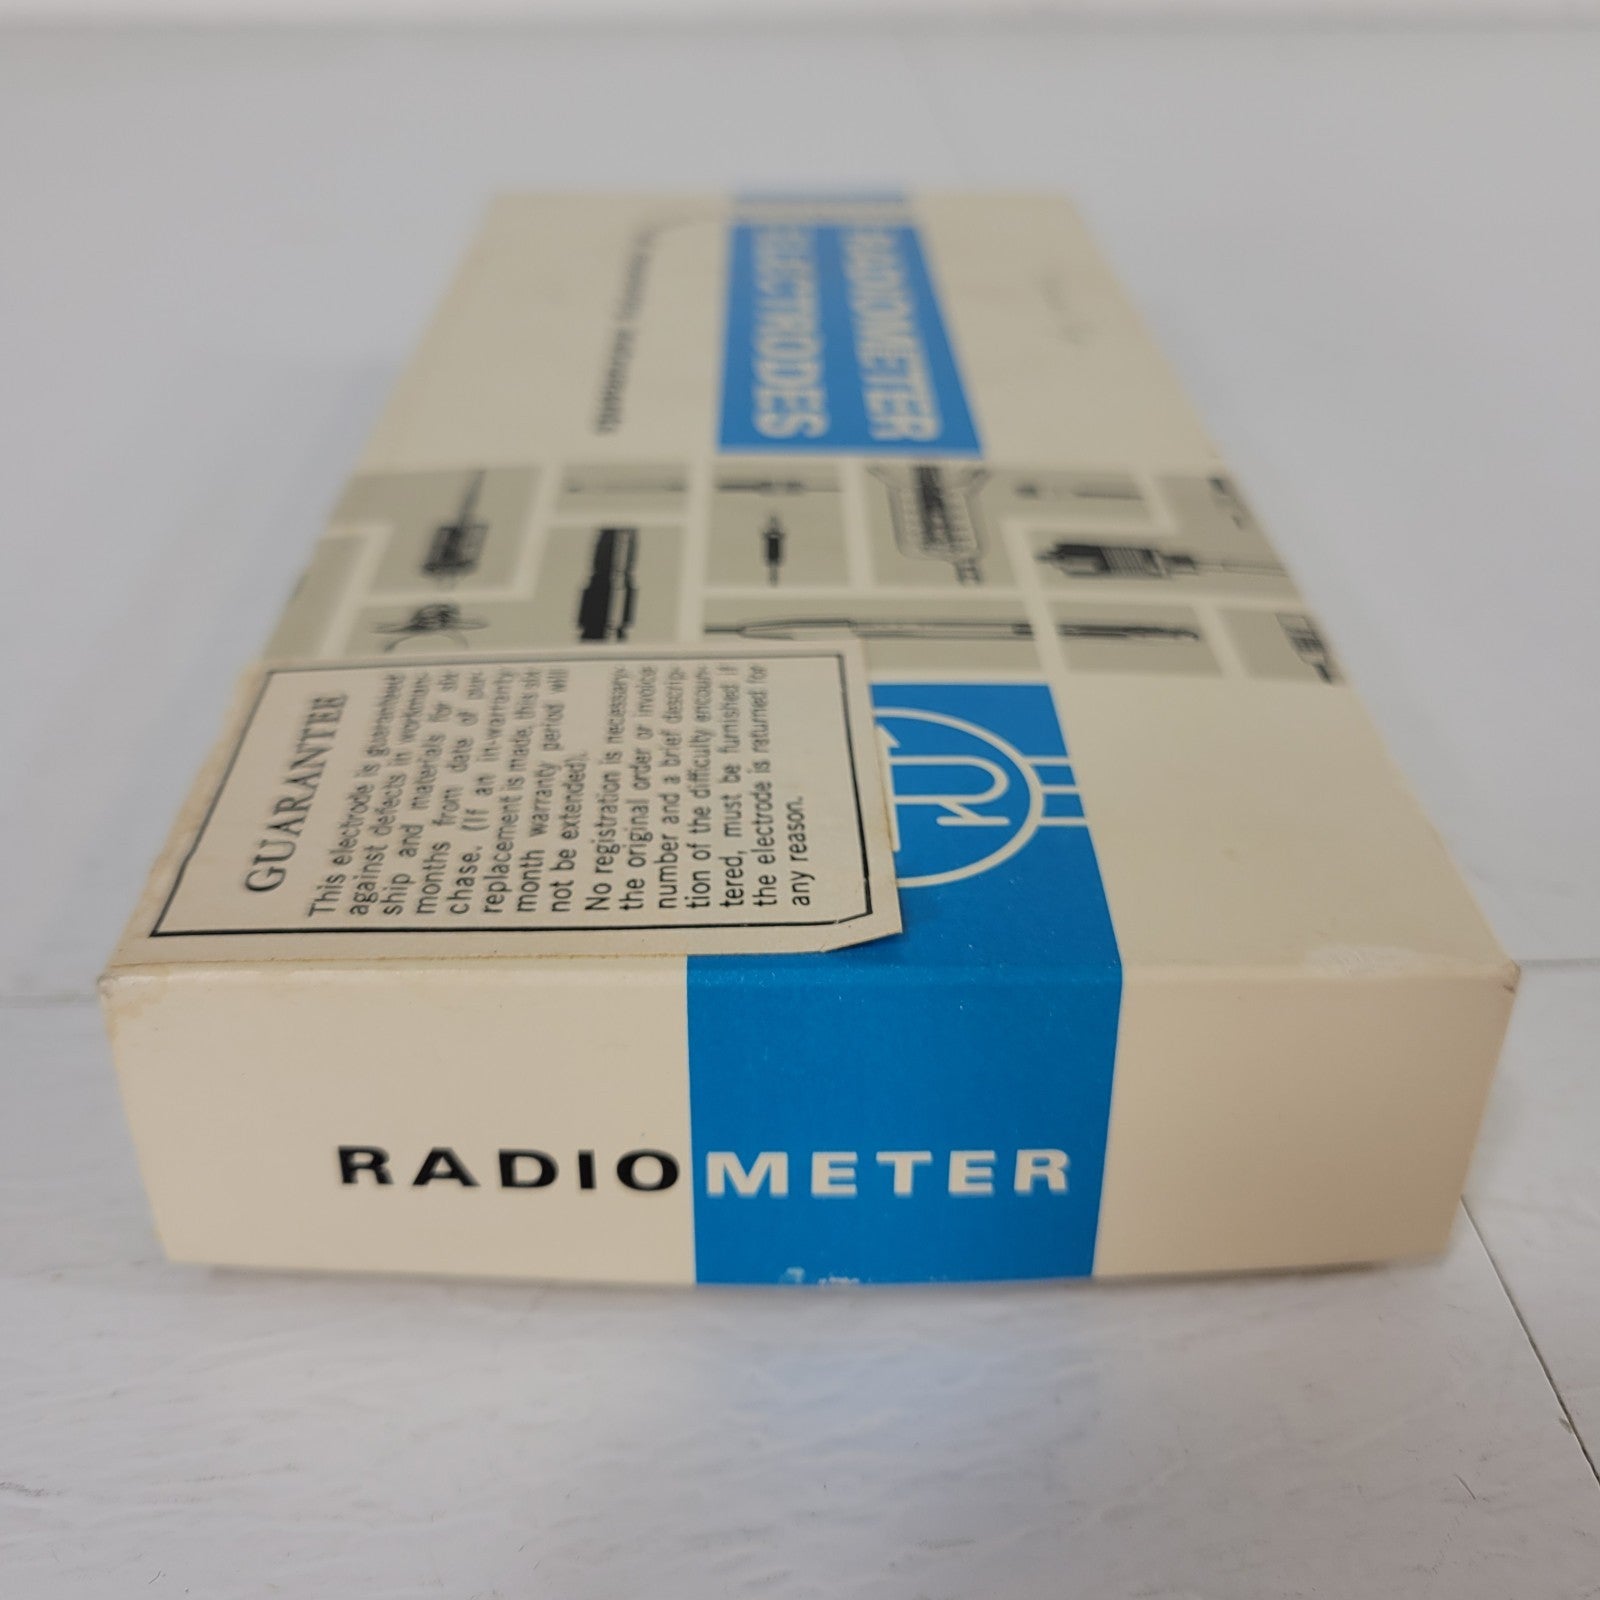 RADIOMETER
ELECTRODES
GUARANTEE
This electrode is guaranteed
against defects in workman-
ship and materials for six
months from date of pur-
chase. (If an in-warranty
replacement is made, this six
month warranty period will
not be extended).
No registration is necessary-
the original order or invoice
number and a brief descrip-
tion of the difficulty encoun-
tered, must be furnished if
the electrode is returned for
any reason.
RADIOMETER